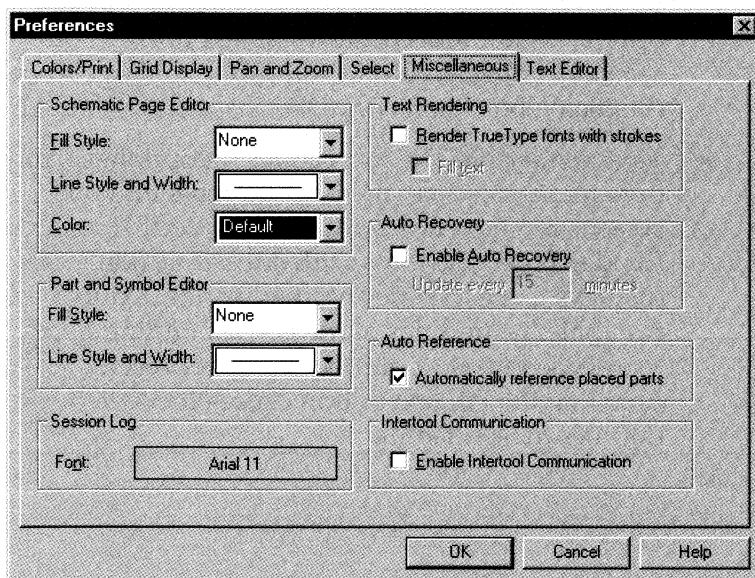 Preferences
Colors/Print Grid Display Pan and Zoom Select Miscellaneous Text Editor
Schematic Page Editor
Fill Style: None
Line Style and Width:
Color: Default
Part and Symbol Editor
Fill Style: None
Line Style and Width:
Session Log
Font: Arial 11
Text Rendering
Render TrueType fonts with strokes
Fill text
Auto Recovery
Enable Auto Recovery
Update every 15 minutes
Auto Reference
Automatically reference placed parts
Intertool Communication
Enable Intertool Communication
OK Cancel Help